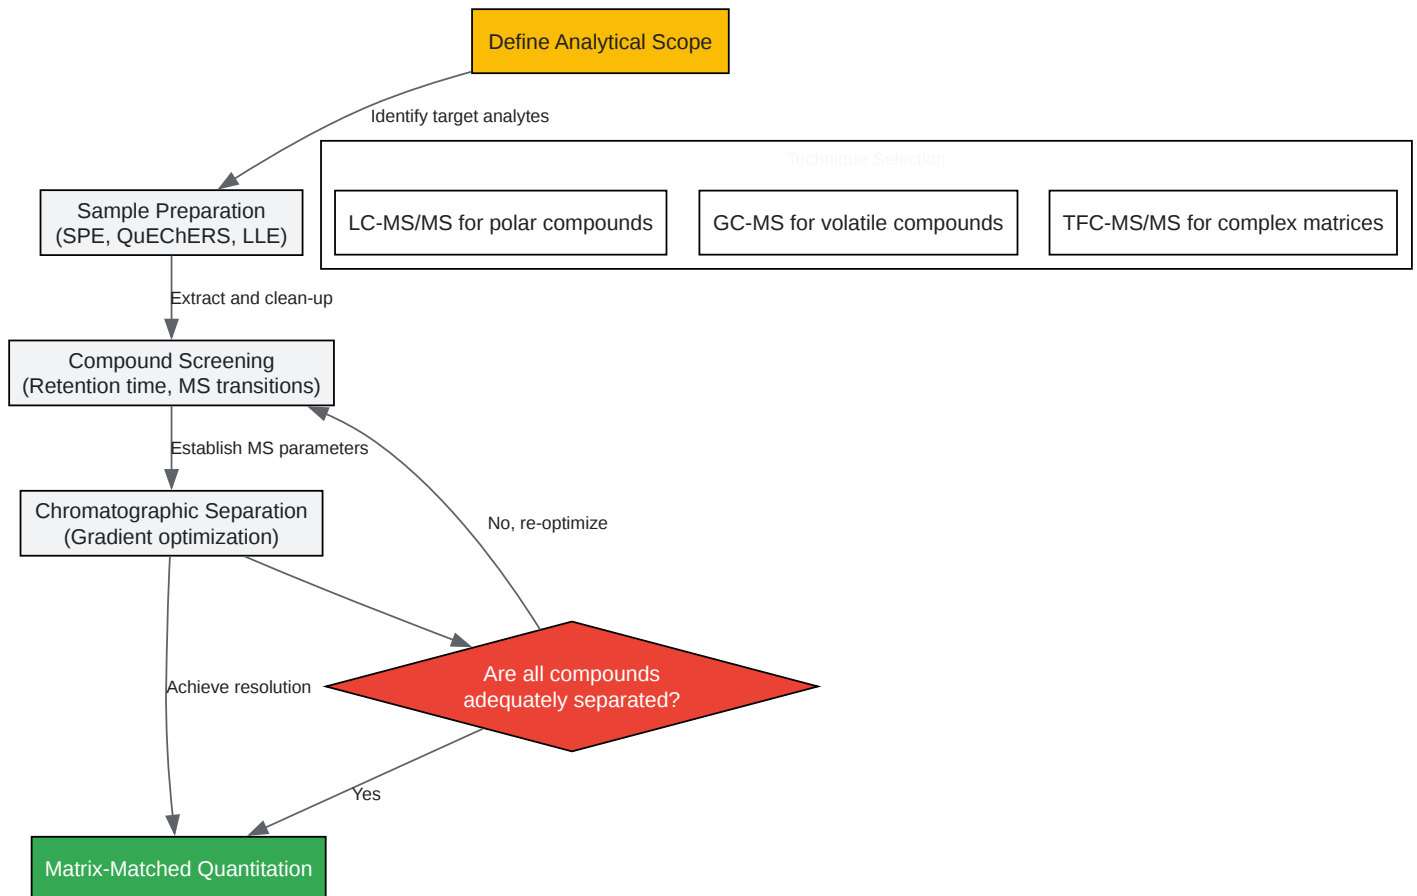 Define Analytical Scope
Identify target analytes
Technique Selection
Sample Preparation
(SPE, QuEChERS, LLE)
LC-MS/MS for polar compounds
GC-MS for volatile compounds
TFC-MS/MS for complex matrices
Extract and clean-up
Compound Screening
(Retention time, MS transitions)
Establish MS parameters
Chromatographic Separation
(Gradient optimization)
No, re-optimize
Are all compounds
adequately separated?
Achieve resolution
Yes
Matrix-Matched Quantitation